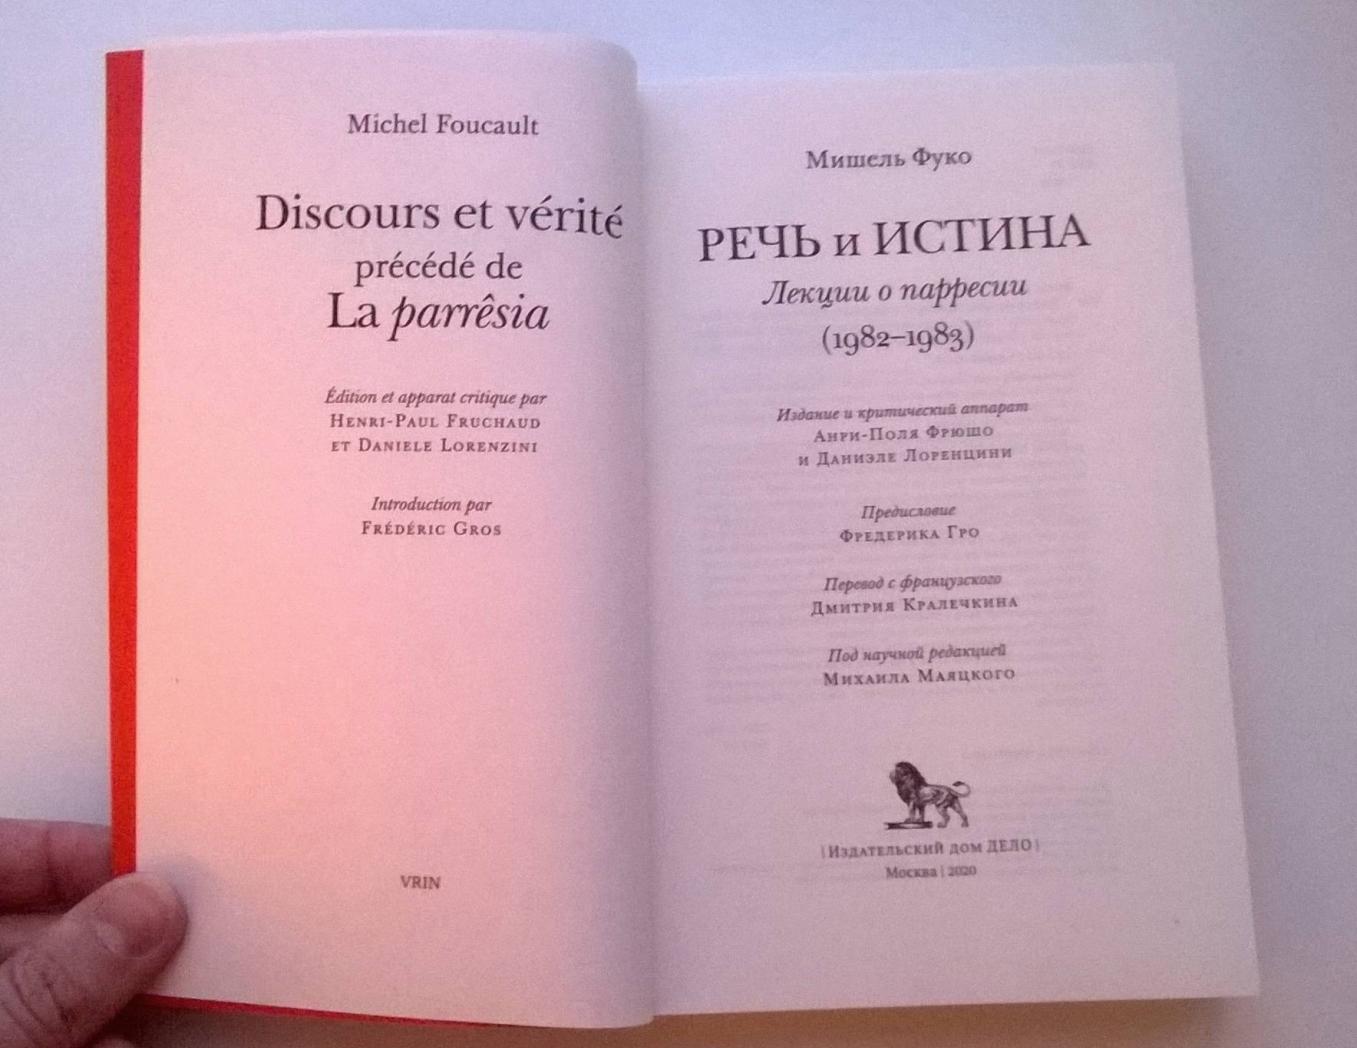 Michel Foucault
Discours et vérité
précédé de
La parrêsia
Édition et apparat critique par
HENRI-PAUL FRUCHAUD
ET DANIELE LORENZINI
Introduction par
FRÉDÉRIC GROS
VRIN
Мишель Фуко
РЕЧЬ и ИСТИНА
Лекции о парресии
(1982–1983)
Издание и критический аппарат
АНРИ-ПОЛЯ ФРЮШО
И ДАНИЭЛЕ ЛОРЕНЦИНИ
Предисловие
ФРЕДЕРИКА ГРО
Перевод с французского
ДМИТРИЯ КРАЛЕЧКИНА
Под научной редакцией
МИХАИЛА МАЯЦКОГО
| ИЗДАТЕЛЬСКИЙ ДОМ ДЕЛО |
Москва | 2020